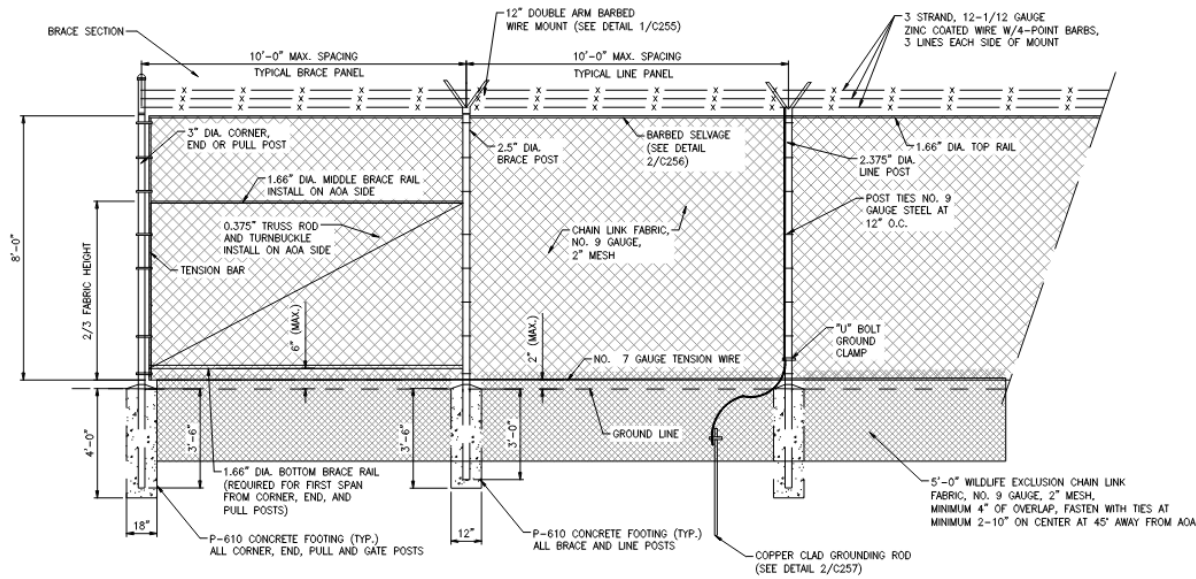 BRACE SECTION
12" DOUBLE ARM BARBED
WIRE MOUNT (SEE DETAIL 1/C255)
3 STRAND, 12-1/12 GAUGE
ZINC COATED WIRE W/4-POINT BARBS,
3 LINES EACH SIDE OF MOUNT
10'-0" MAX. SPACING
TYPICAL BRACE PANEL
10'-0" MAX. SPACING
TYPICAL LINE PANEL
3" DIA. CORNER,
END OR PULL POST
2.5" DIA.
BRACE POST
BARBED SELVAGE
(SEE DETAIL
2/C256)
1.66" DIA. TOP RAIL
2.375" DIA.
LINE POST
1.66" DIA. MIDDLE BRACE RAIL
INSTALL ON AOA SIDE
POST TIES NO. 9
GAUGE STEEL AT
12" O.C.
0.375" TRUSS ROD
AND TURNBUCKLE
INSTALL ON AOA SIDE
CHAIN LINK FABRIC,
NO. 9 GAUGE,
2" MESH
8'-0"
2/3 FABRIC HEIGHT
TENSION BAR
6" (MAX.)
2" (MAX.)
"U" BOLT
GROUND
CLAMP
NO. 7 GAUGE TENSION WIRE
4'-0"
3'-6"
3'-6"
3'-0"
GROUND LINE
1.66" DIA. BOTTOM BRACE RAIL
(REQUIRED FOR FIRST SPAN
FROM CORNER, END, AND
PULL POSTS)
5'-0" WILDLIFE EXCLUSION CHAIN LINK
FABRIC, NO. 9 GAUGE, 2" MESH,
MINIMUM 4" OF OVERLAP, FASTEN WITH TIES AT
MINIMUM 2-10" ON CENTER AT 45' AWAY FROM AOA
18"
12"
P-610 CONCRETE FOOTING (TYP.)
ALL CORNER, END, PULL AND GATE POSTS
P-610 CONCRETE FOOTING (TYP.)
ALL BRACE AND LINE POSTS
COPPER CLAD GROUNDING ROD
(SEE DETAIL 2/C257)